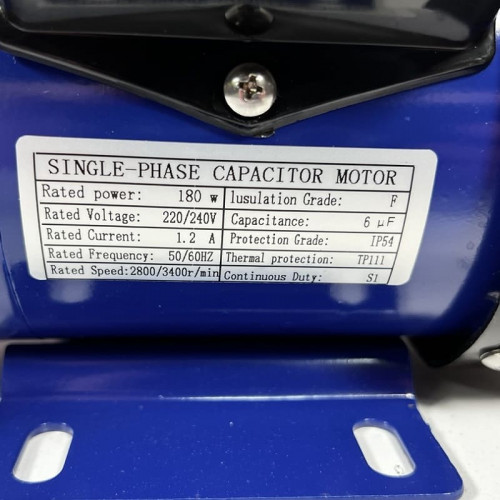 SINGLE-PHASE CAPACITOR MOTOR
Rated power: 180 w Iusulation Grade: F
Rated Voltage: 220/240V Capacitance: 6 μF
Rated Current: 1.2 A Protection Grade: IP54
Rated Frequency: 50/60HZ Thermal protection: TP111
Rated Speed:2800/3400r/min Continuous Duty: S1